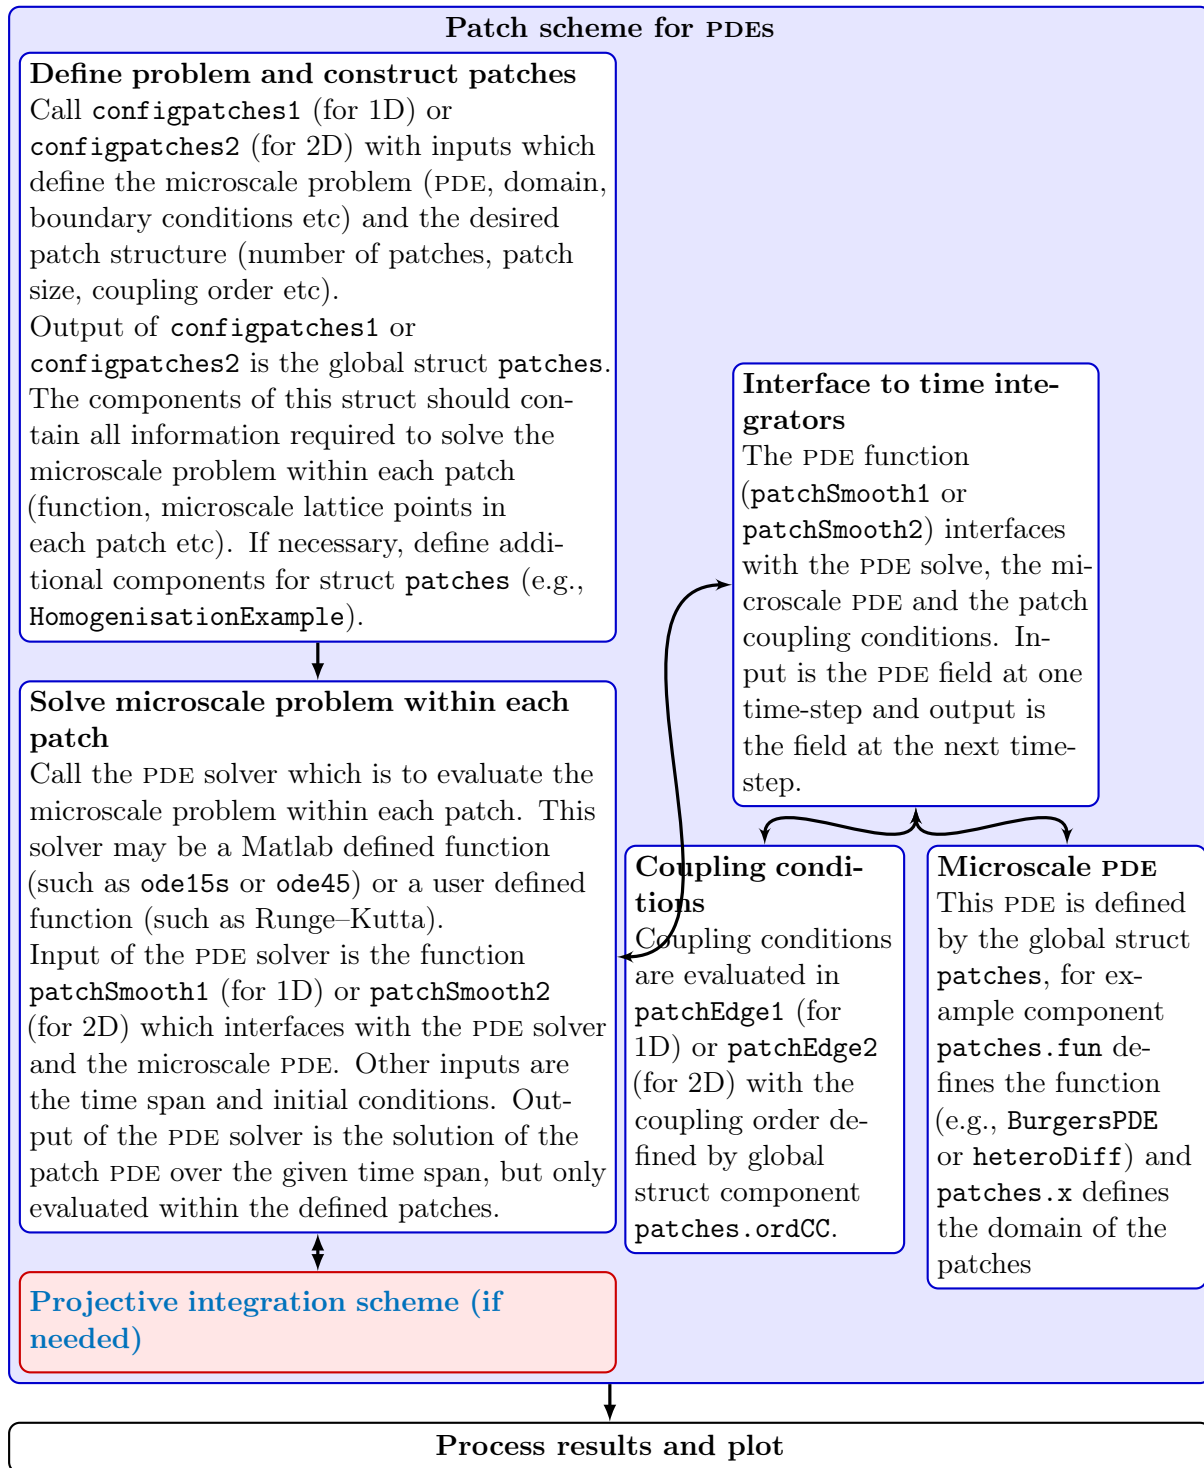 Patch scheme for PDEs
Define problem and construct patches
Call configpatches1 (for 1D) or
configpatches2 (for 2D) with inputs which
define the microscale problem (PDE, domain,
boundary conditions etc) and the desired
patch structure (number of patches, patch
size, coupling order etc).
Output of configpatches1 or
configpatches2 is the global struct patches.
The components of this struct should con-
tain all information required to solve the
microscale problem within each patch
(function, microscale lattice points in
each patch etc). If necessary, define addi-
tional components for struct patches (e.g.,
HomogenisationExample).
Solve microscale problem within each
patch
Call the PDE solver which is to evaluate the
microscale problem within each patch. This
solver may be a Matlab defined function
(such as ode15s or ode45) or a user defined
function (such as Runge–Kutta).
Input of the PDE solver is the function
patchSmooth1 (for 1D) or patchSmooth2
(for 2D) which interfaces with the PDE solver
and the microscale PDE. Other inputs are
the time span and initial conditions. Out-
put of the PDE solver is the solution of the
patch PDE over the given time span, but only
evaluated within the defined patches.
Projective integration scheme (if
needed)
Interface to time inte-
grators
The PDE function
(patchSmooth1 or
patchSmooth2) interfaces
with the PDE solve, the mi-
croscale PDE and the patch
coupling conditions. In-
put is the PDE field at one
time-step and output is
the field at the next time-
step.
Coupling condi-
tions
Coupling conditions
are evaluated in
patchEdge1 (for
1D) or patchEdge2
(for 2D) with the
coupling order de-
fined by global
struct component
patches.ordCC.
Microscale PDE
This PDE is defined
by the global struct
patches, for ex-
ample component
patches.fun de-
fines the function
(e.g., BurgersPDE
or heteroDiff) and
patches.x defines
the domain of the
patches
Process results and plot